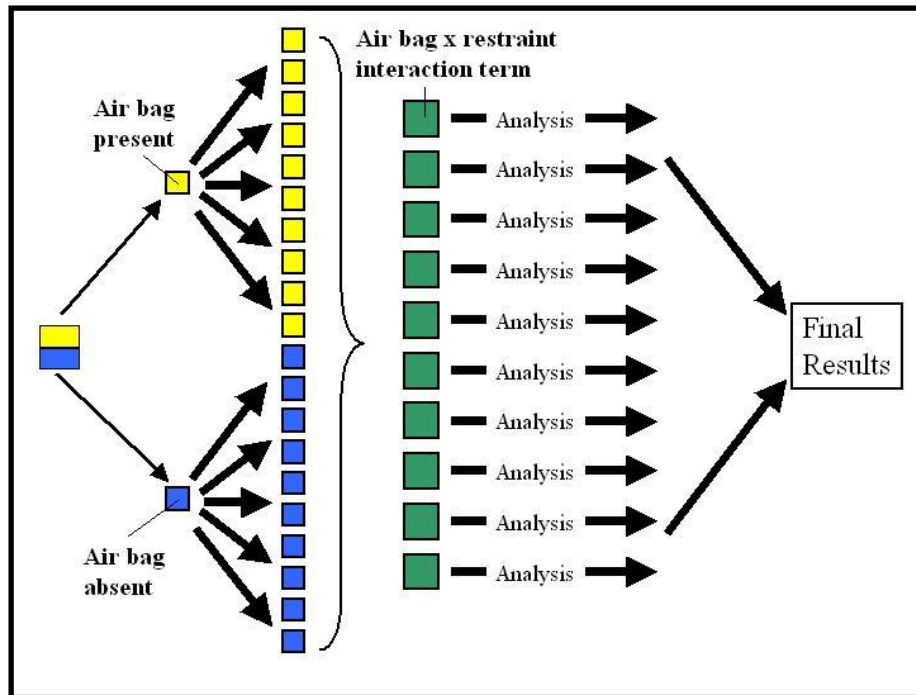 Air bag x restraint
interaction term
Air bag
present
Analysis
Analysis
Analysis
Analysis
Analysis
Analysis
Analysis
Analysis
Analysis
Analysis
Final
Results
Air bag
absent